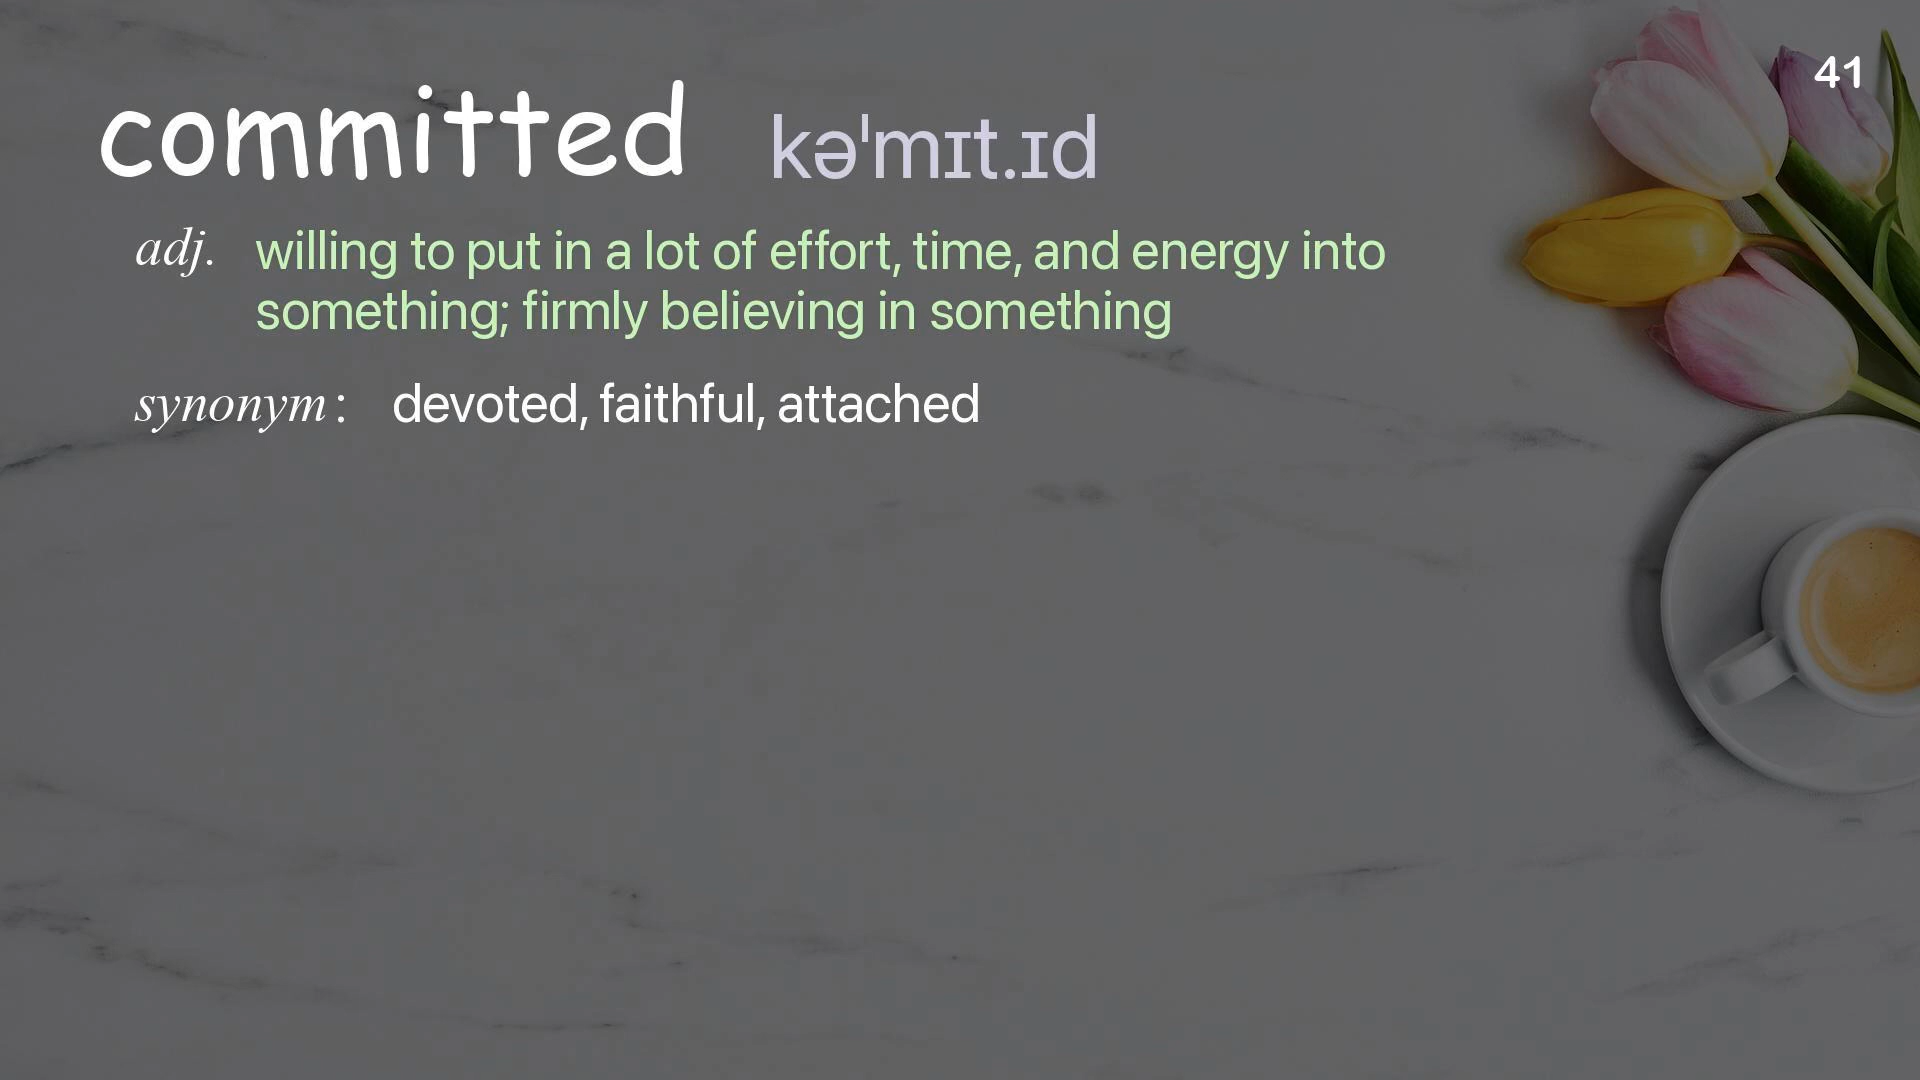 41
committed kəˈmɪt.ɪd
adj. willing to put in a lot of effort, time, and energy into
something; firmly believing in something
synonym: devoted, faithful, attached